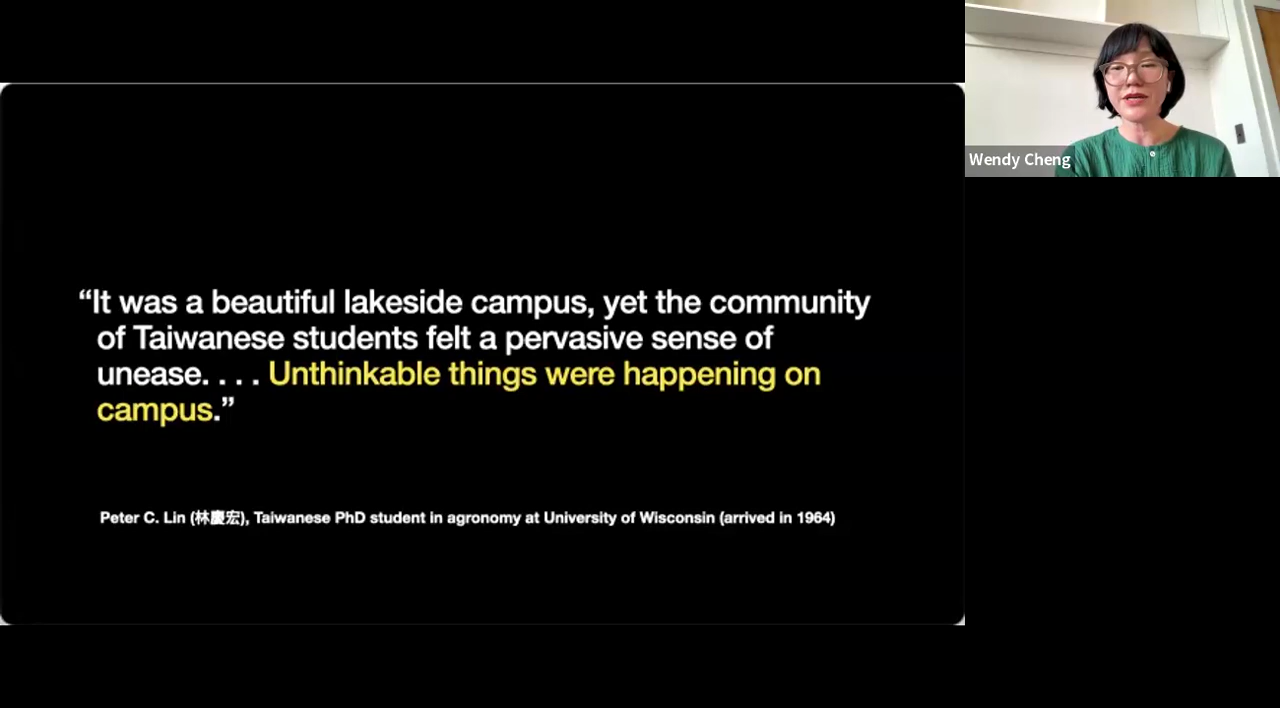 “It was a beautiful lakeside campus, yet the community
of Taiwanese students felt a pervasive sense of
unease. . . . Unthinkable things were happening on
campus.”
Peter C. Lin (林慶宏), Taiwanese PhD student in agronomy at University of Wisconsin (arrived in 1964)
Wendy Cheng